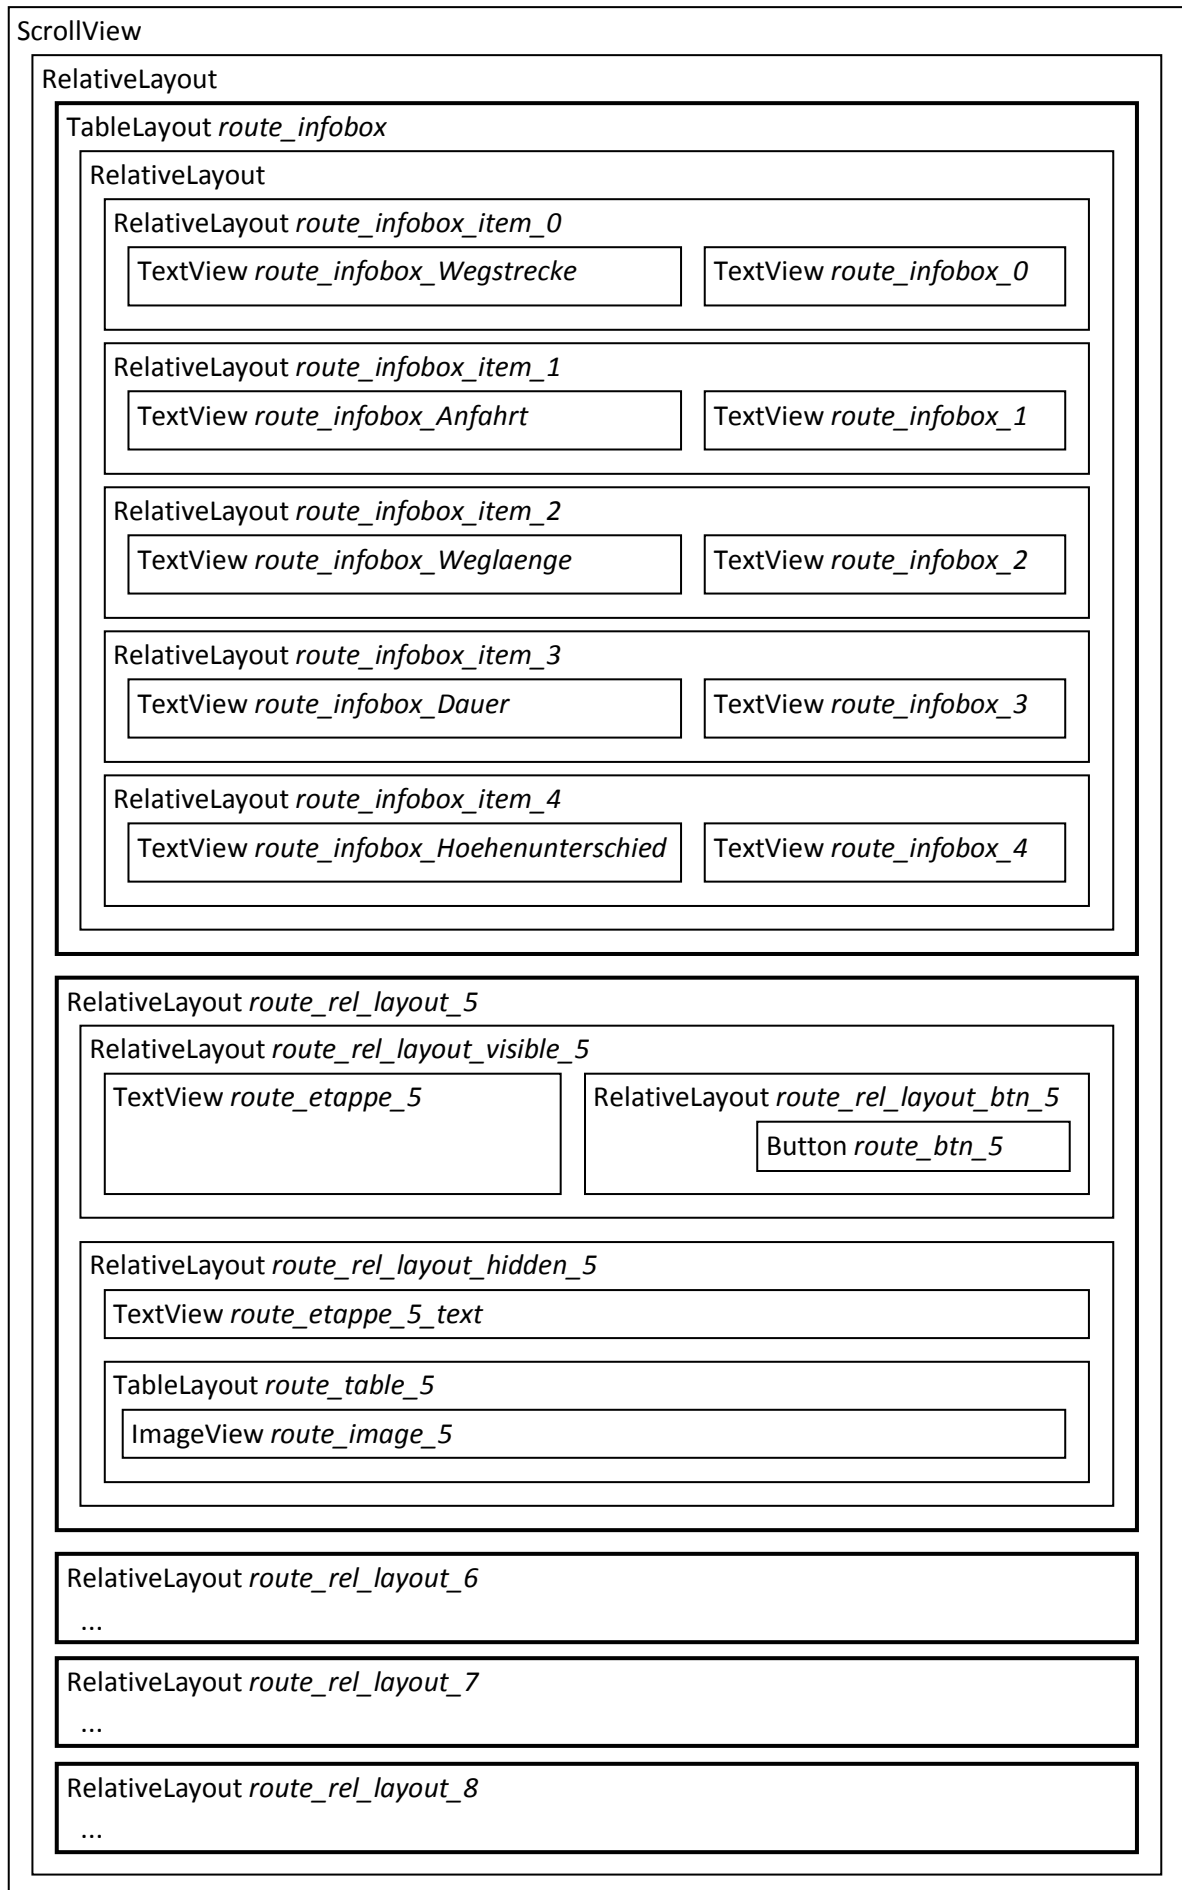 ScrollView
RelativeLayout
TableLayout route_infobox
RelativeLayout
RelativeLayout route_infobox_item_0
TextView route_infobox_Wegstrecke TextView route_infobox_0
RelativeLayout route_infobox_item_1
TextView route_infobox_Anfahrt TextView route_infobox_1
RelativeLayout route_infobox_item_2
TextView route_infobox_Weglaenge TextView route_infobox_2
RelativeLayout route_infobox_item_3
TextView route_infobox_Dauer TextView route_infobox_3
RelativeLayout route_infobox_item_4
TextView route_infobox_Hoehenunterschied TextView route_infobox_4
RelativeLayout route_rel_layout_5
RelativeLayout route_rel_layout_visible_5
TextView route_etappe_5 RelativeLayout route_rel_layout_btn_5
Button route_btn_5
RelativeLayout route_rel_layout_hidden_5
TextView route_etappe_5_text
TableLayout route_table_5
ImageView route_image_5
RelativeLayout route_rel_layout_6
...
RelativeLayout route_rel_layout_7
...
RelativeLayout route_rel_layout_8
...